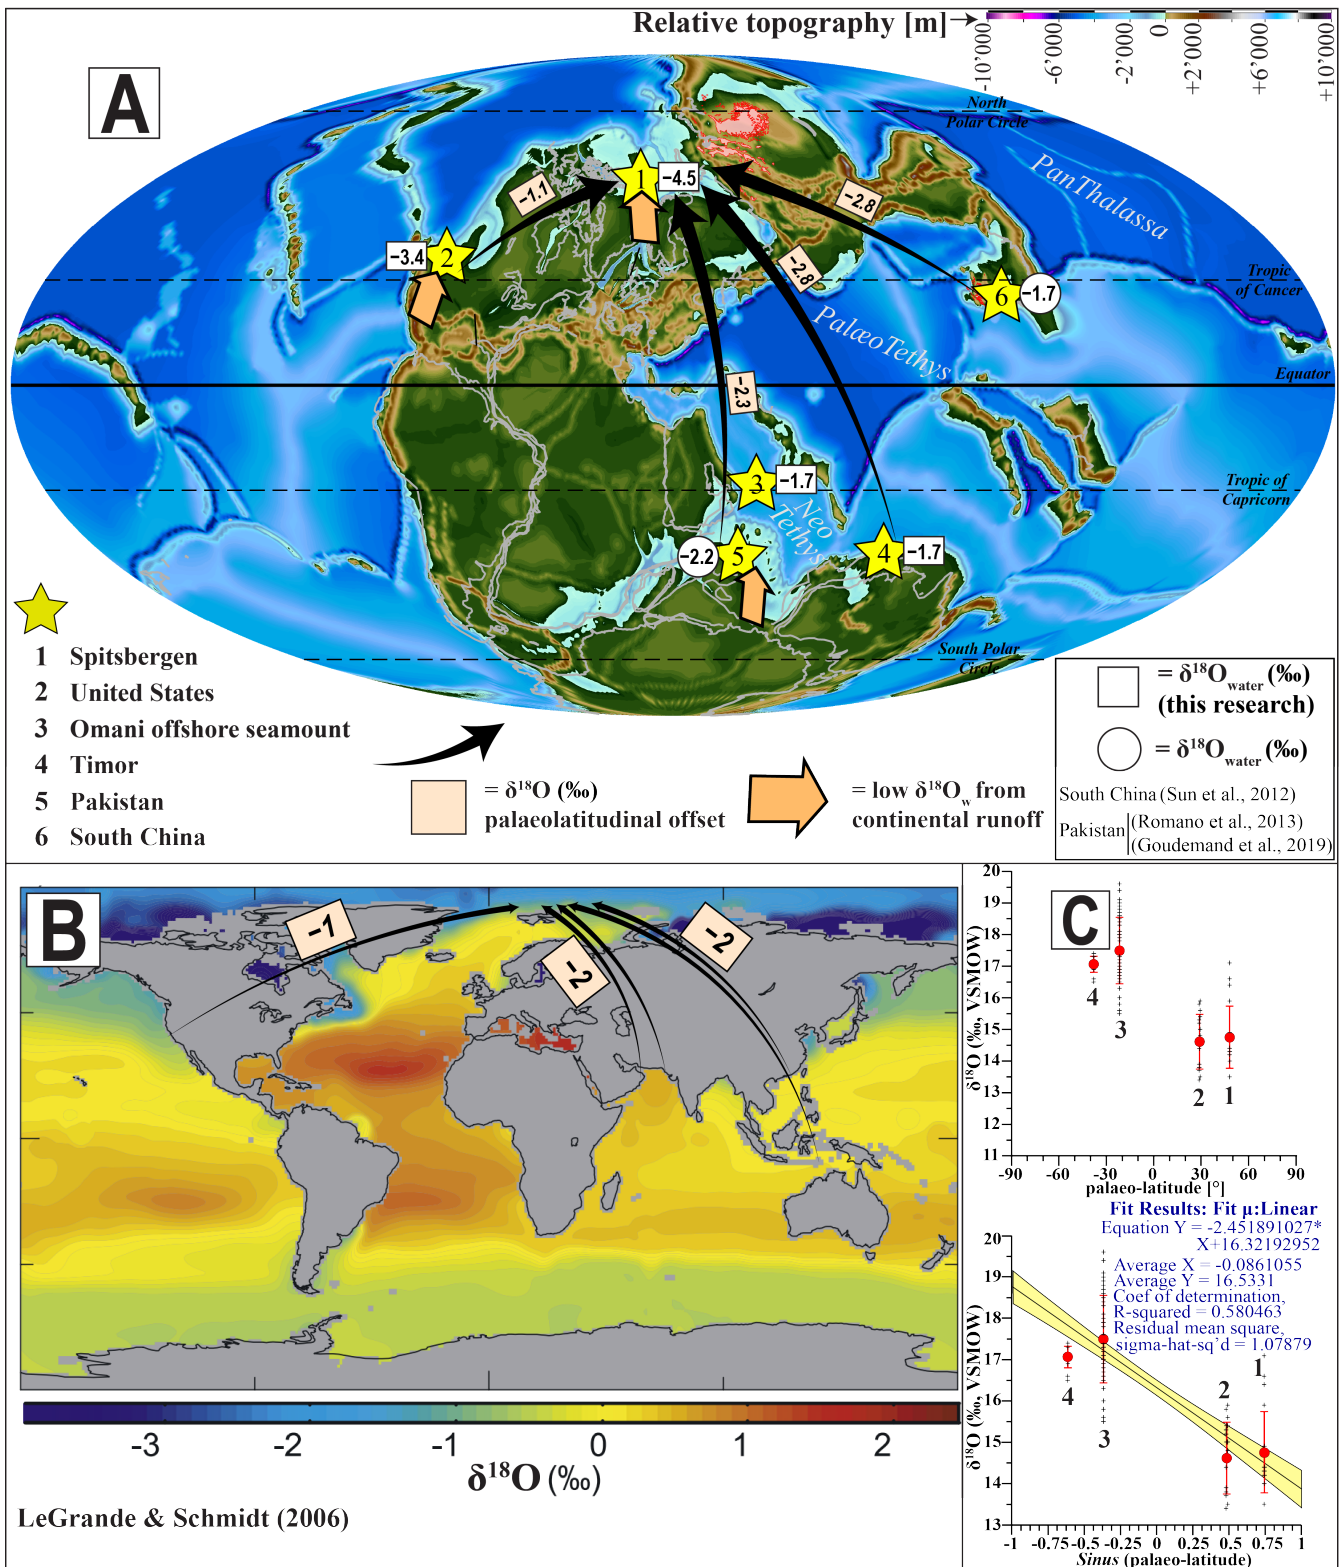 Relative topography [m]
-10'000
-6'000
-2'000
0
+2'000
+6'000
+10'000
A
North
Polar Circle
PanThalassa
1
−4.5
−1.1
−2.8
−3.4
2
−2.8
Tropic
of Cancer
6
−1.7
PalæoTethys
Equator
−2.3
3
−1.7
Tropic of
Capricorn
Neo
Tethys
−2.2
5
4
−1.7
South Polar
Circle
1 Spitsbergen
2 United States
3 Omani offshore seamount
4 Timor
5 Pakistan
6 South China
= δ¹⁸O (‰)
palaeolatitudinal offset
= low δ¹⁸Ow from
continental runoff
= δ¹⁸Owater (‰)
(this research)
= δ¹⁸Owater (‰)
South China (Sun et al., 2012)
Pakistan (Romano et al., 2013)
(Goudemand et al., 2019)
B
−1
−2
−2
-3 -2 -1 0 1 2
δ¹⁸O (‰)
LeGrande & Schmidt (2006)
C
20
19
18
17
16
15
14
13
12
11
δ¹⁸O (‰, VSMOW)
4
3
2
1
-90 -60 -30 0 30 60 90
palaeo-latitude [°]
Fit Results: Fit µ:Linear
Equation Y = -2.451891027*
X+16.32192952
Average X = -0.0861055
Average Y = 16.5331
Coef of determination,
R-squared = 0.580463
Residual mean square,
sigma-hat-sq'd = 1.07879
20
19
18
17
16
15
14
13
δ¹⁸O (‰, VSMOW)
4
3
2
1
-1 -0.75 -0.5 -0.25 0 0.25 0.5 0.75 1
Sinus (palaeo-latitude)